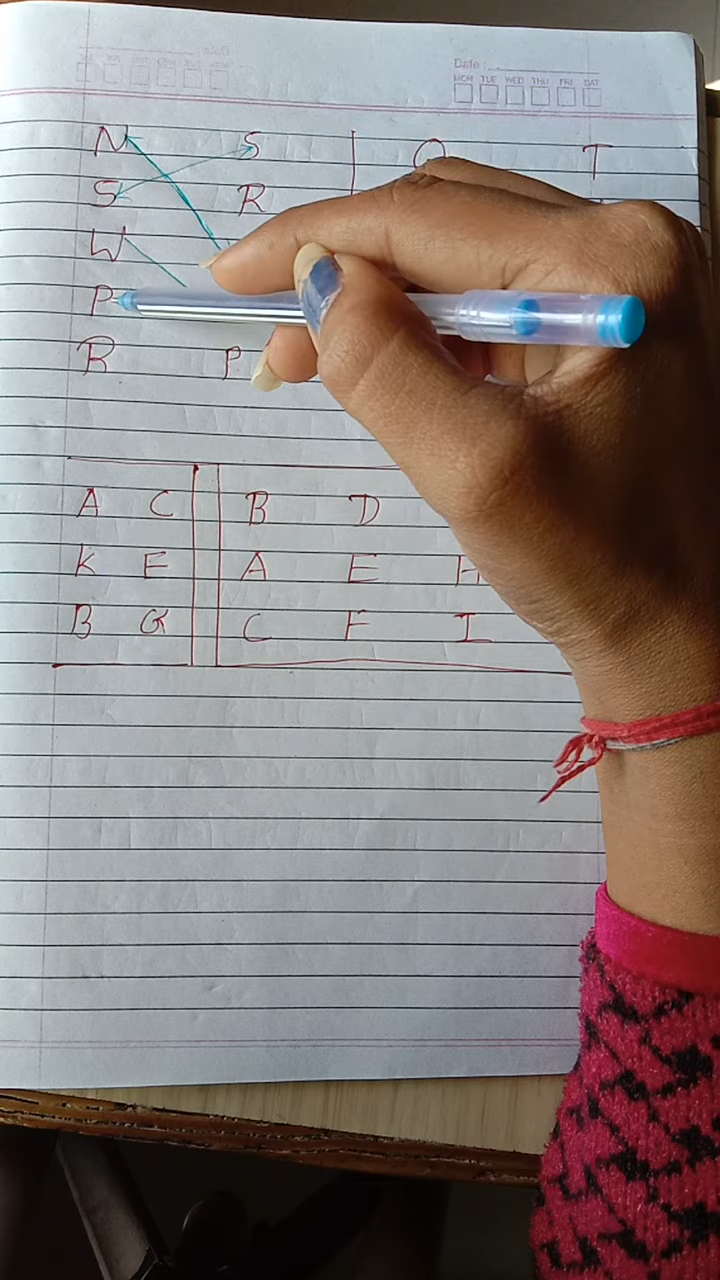 Date :
MON TUE WED THU FRI SAT
N S T
S R
W
P
R P
A C B D
K E A E H
B G C F I